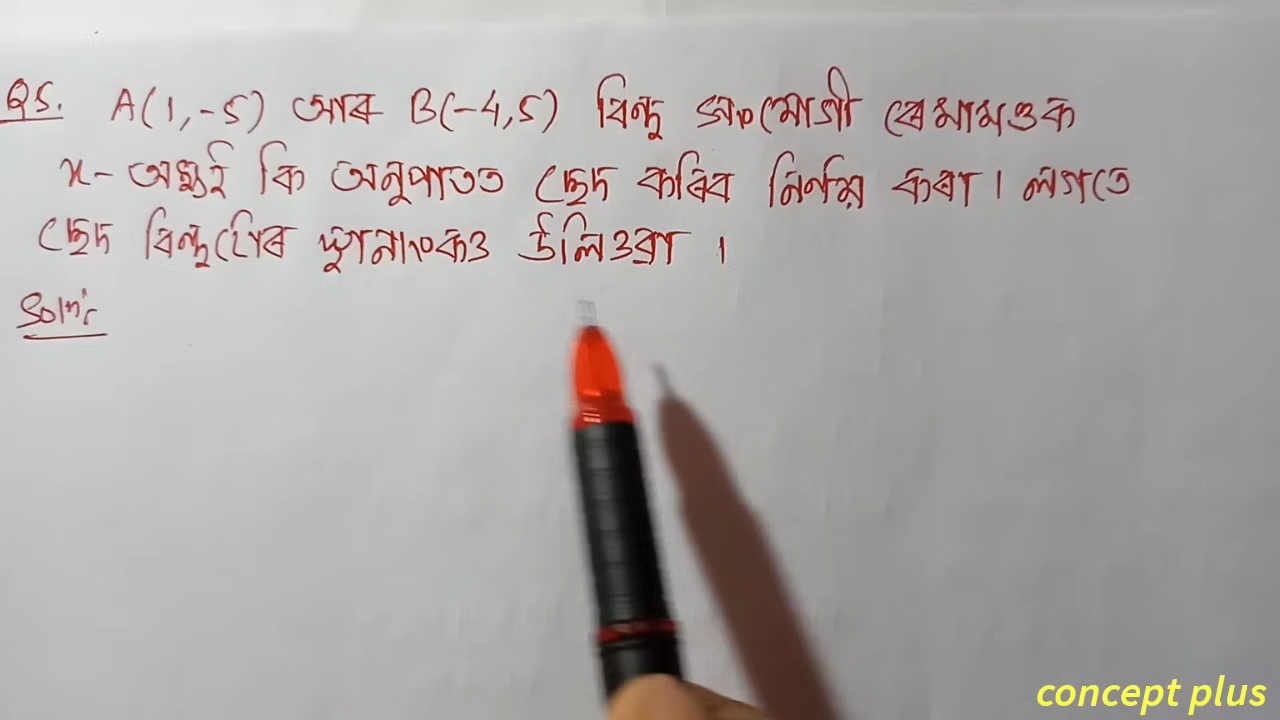 Q5. A(1,-5) আৰু B(-4,5) বিন্দু সংযোগী ৰেখাখণ্ডক
x- অক্ষই কি অনুপাতত ছেদ কৰিব নিৰ্ণয় কৰা । লগতে
ছেদ বিন্দুটোৰ স্থানাংকও উলিওৱা ।
Soln:
concept plus